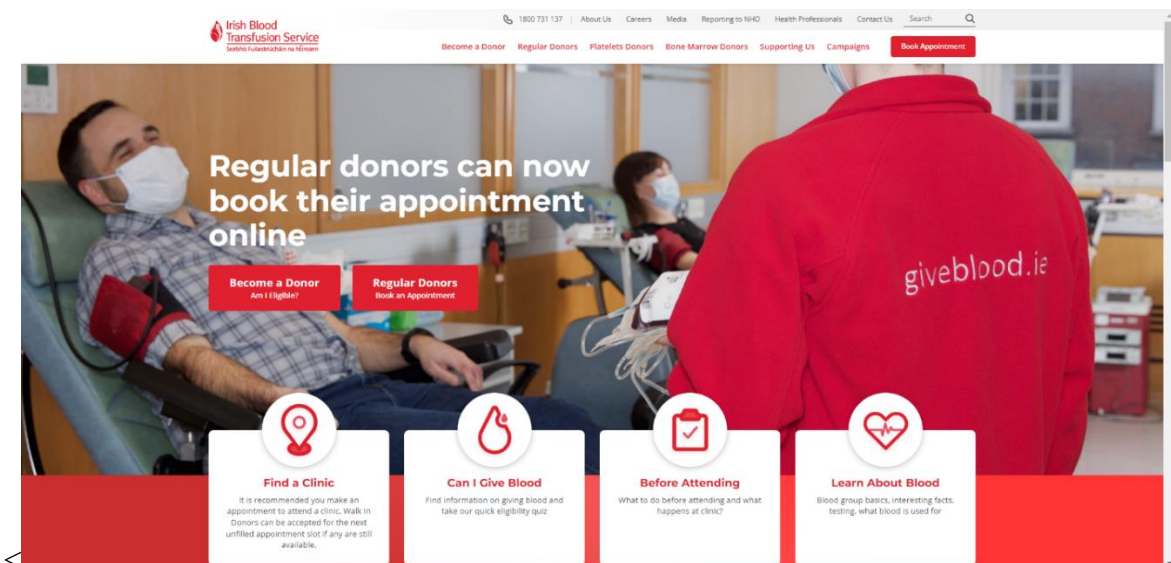 Irish Blood
Transfusion Service
Seirbhís Fuilaistriúcháin na hÉireann
1800 731 137 | About Us Careers Media Reporting to NHO Health Professionals Contact Us Search
Become a Donor Regular Donors Platelets Donors Bone Marrow Donors Supporting Us Campaigns Book Appointment
Regular donors can now
book their appointment
online
Become a Donor
Am I Eligible?
Regular Donors
Book an Appointment
giveblood.ie
Find a Clinic
It is recommended you make an
appointment to attend a clinic. Walk in
Donors can be accepted for the next
unfilled appointment slot if any are still
available.
Can I Give Blood
Find information on giving blood and
take our quick eligibility quiz
Before Attending
What to do before attending and what
happens at clinic?
Learn About Blood
Blood group basics, interesting facts,
testing, what blood is used for
<